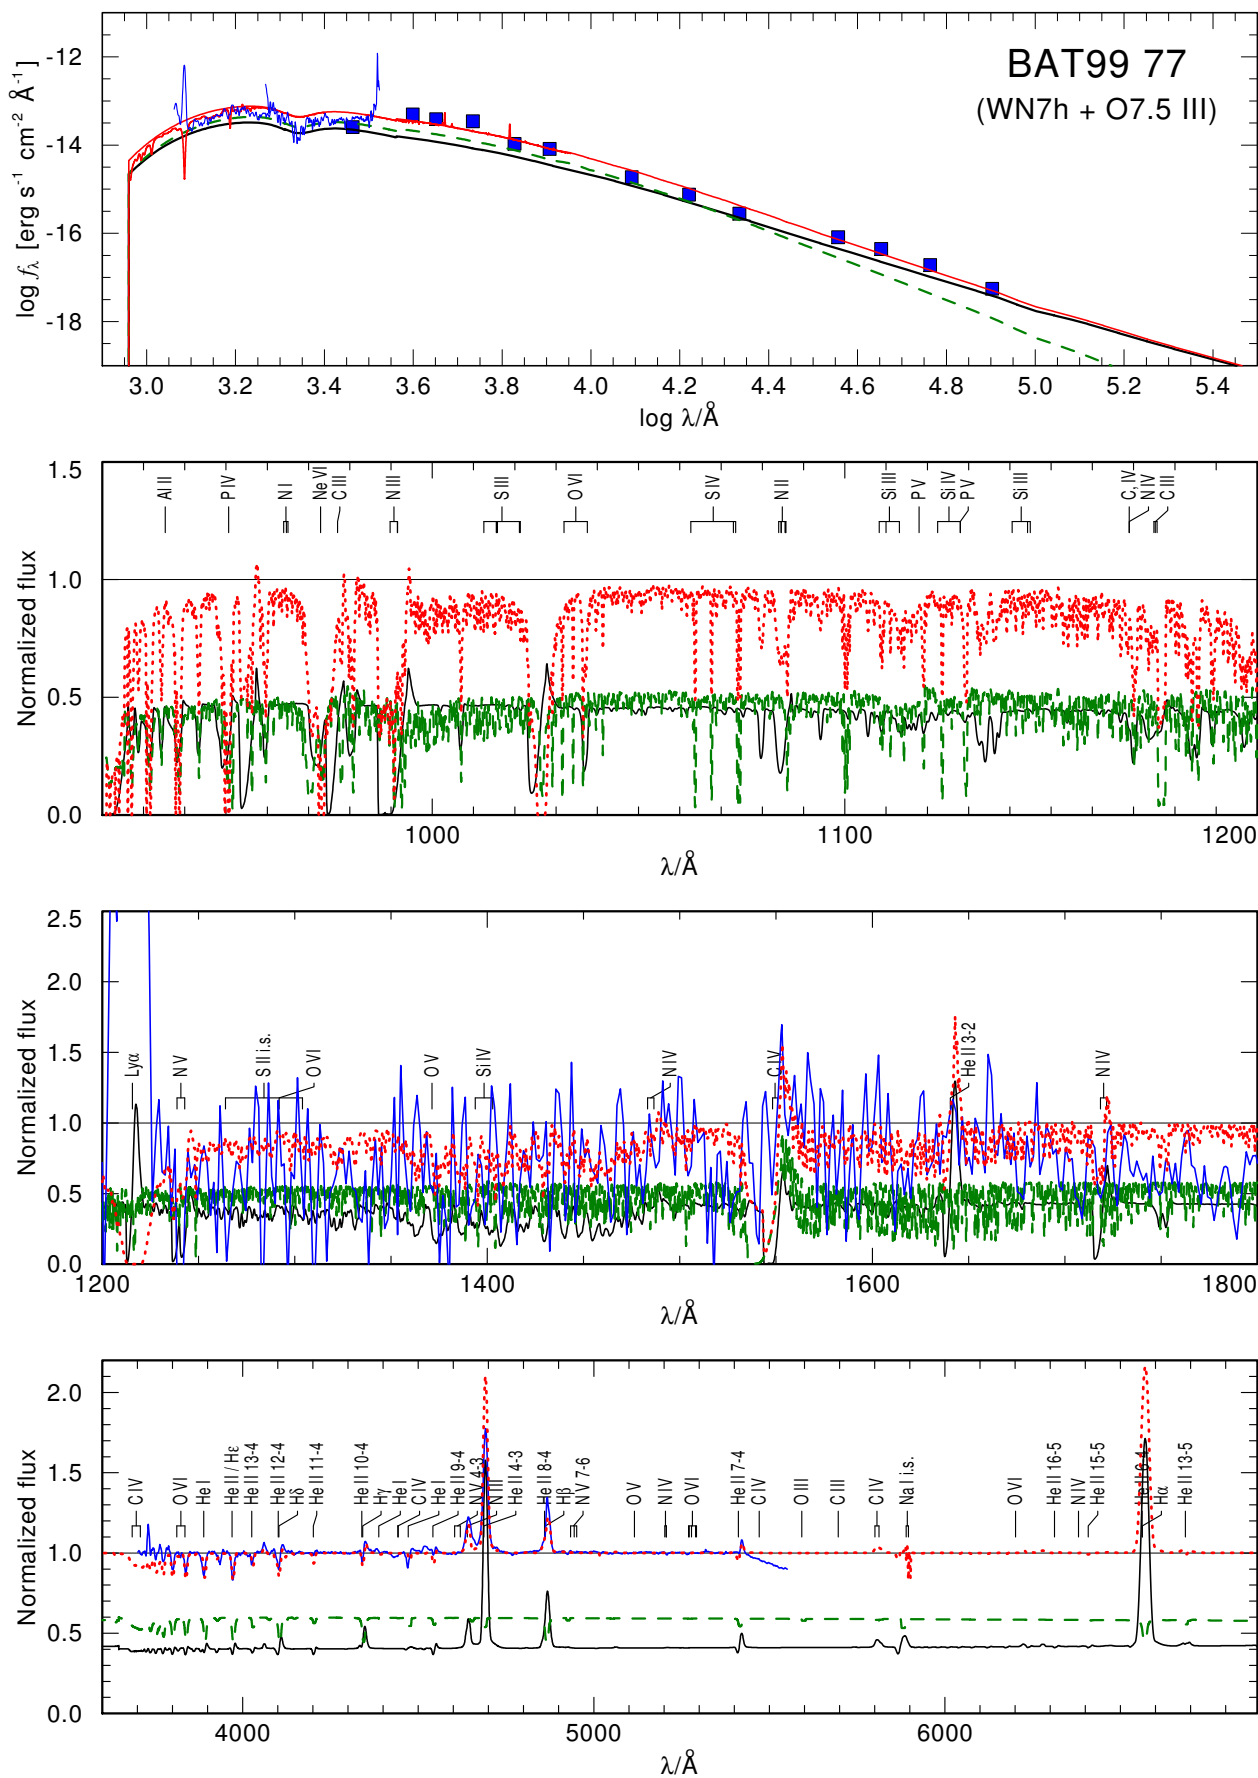 BAT99 77
(WN7h + O7.5 III)
log fλ [erg s-1 cm-2 Å-1]
-12
-14
-16
-18
3.0 3.2 3.4 3.6 3.8 4.0 4.2 4.4 4.6 4.8 5.0 5.2 5.4
log λ/Å
Normalized flux
1.5
1.0
0.5
0.0
Al II
P IV
N I
Ne VI
C III
N III
S III
O VI
S IV
N II
Si III
P V
Si IV
P V
Si III
C, IV
N IV
C III
1000 1100 1200
λ/Å
Normalized flux
2.5
2.0
1.5
1.0
0.5
0.0
Lyα
N V
S II i.s.
O VI
O V
Si IV
N IV
C IV
He II 3-2
N IV
1200 1400 1600 1800
λ/Å
Normalized flux
2.0
1.5
1.0
0.5
0.0
C IV
O VI
He I
He II / Hε
He II 13-4
He II 12-4
Hδ
He II 11-4
He II 10-4
Hγ
He I
C IV
He I
He II 9-4
N V 4-3
N III
He II 4-3
He II 8-4
Hβ
N V 7-6
O V
N IV
O VI
He II 7-4
C IV
O III
C III
C IV
Na i.s.
O VI
He II 16-5
N IV
He II 15-5
He II 6-4
Hα
He II 13-5
4000 5000 6000
λ/Å